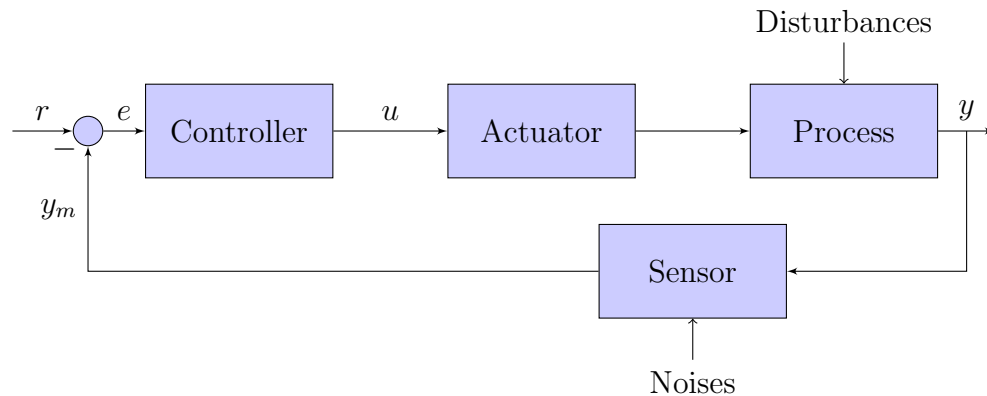 Disturbances
r
e
Controller
u
Actuator
Process
y
−
y_m
Sensor
Noises